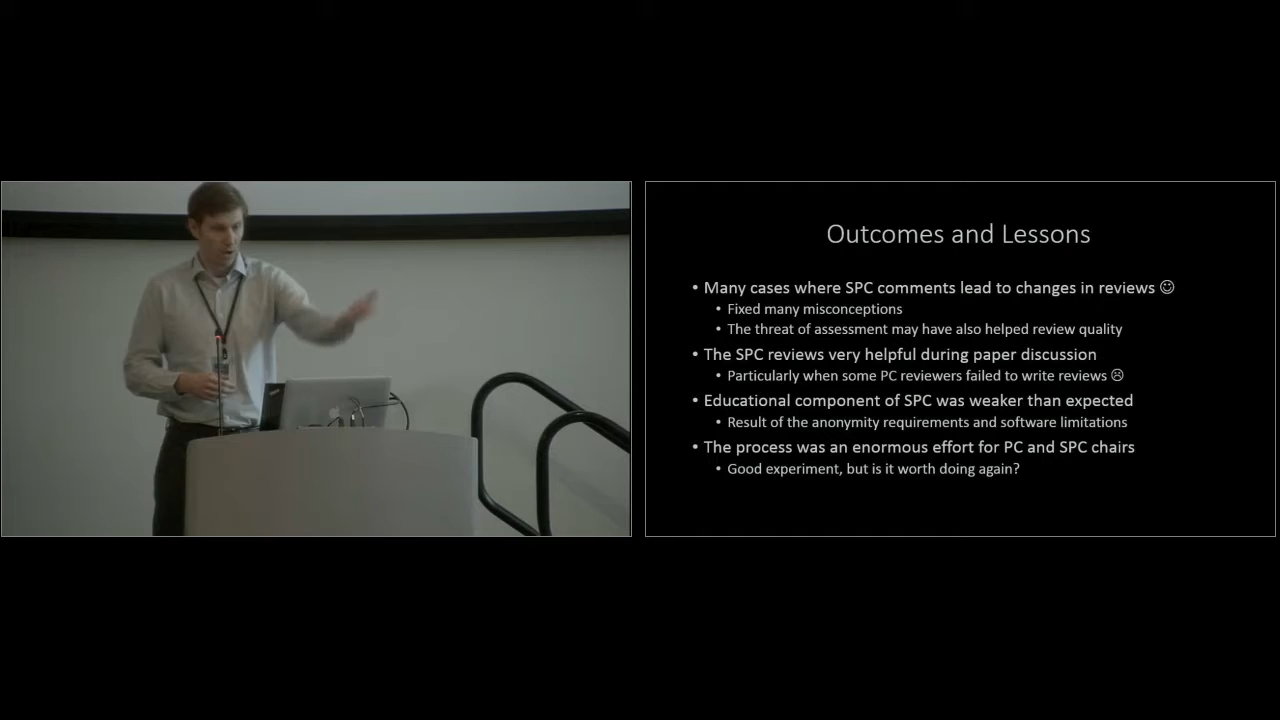 Outcomes and Lessons
• Many cases where SPC comments lead to changes in reviews ☺
• Fixed many misconceptions
• The threat of assessment may have also helped review quality
• The SPC reviews very helpful during paper discussion
• Particularly when some PC reviewers failed to write reviews ☹
• Educational component of SPC was weaker than expected
• Result of the anonymity requirements and software limitations
• The process was an enormous effort for PC and SPC chairs
• Good experiment, but is it worth doing again?